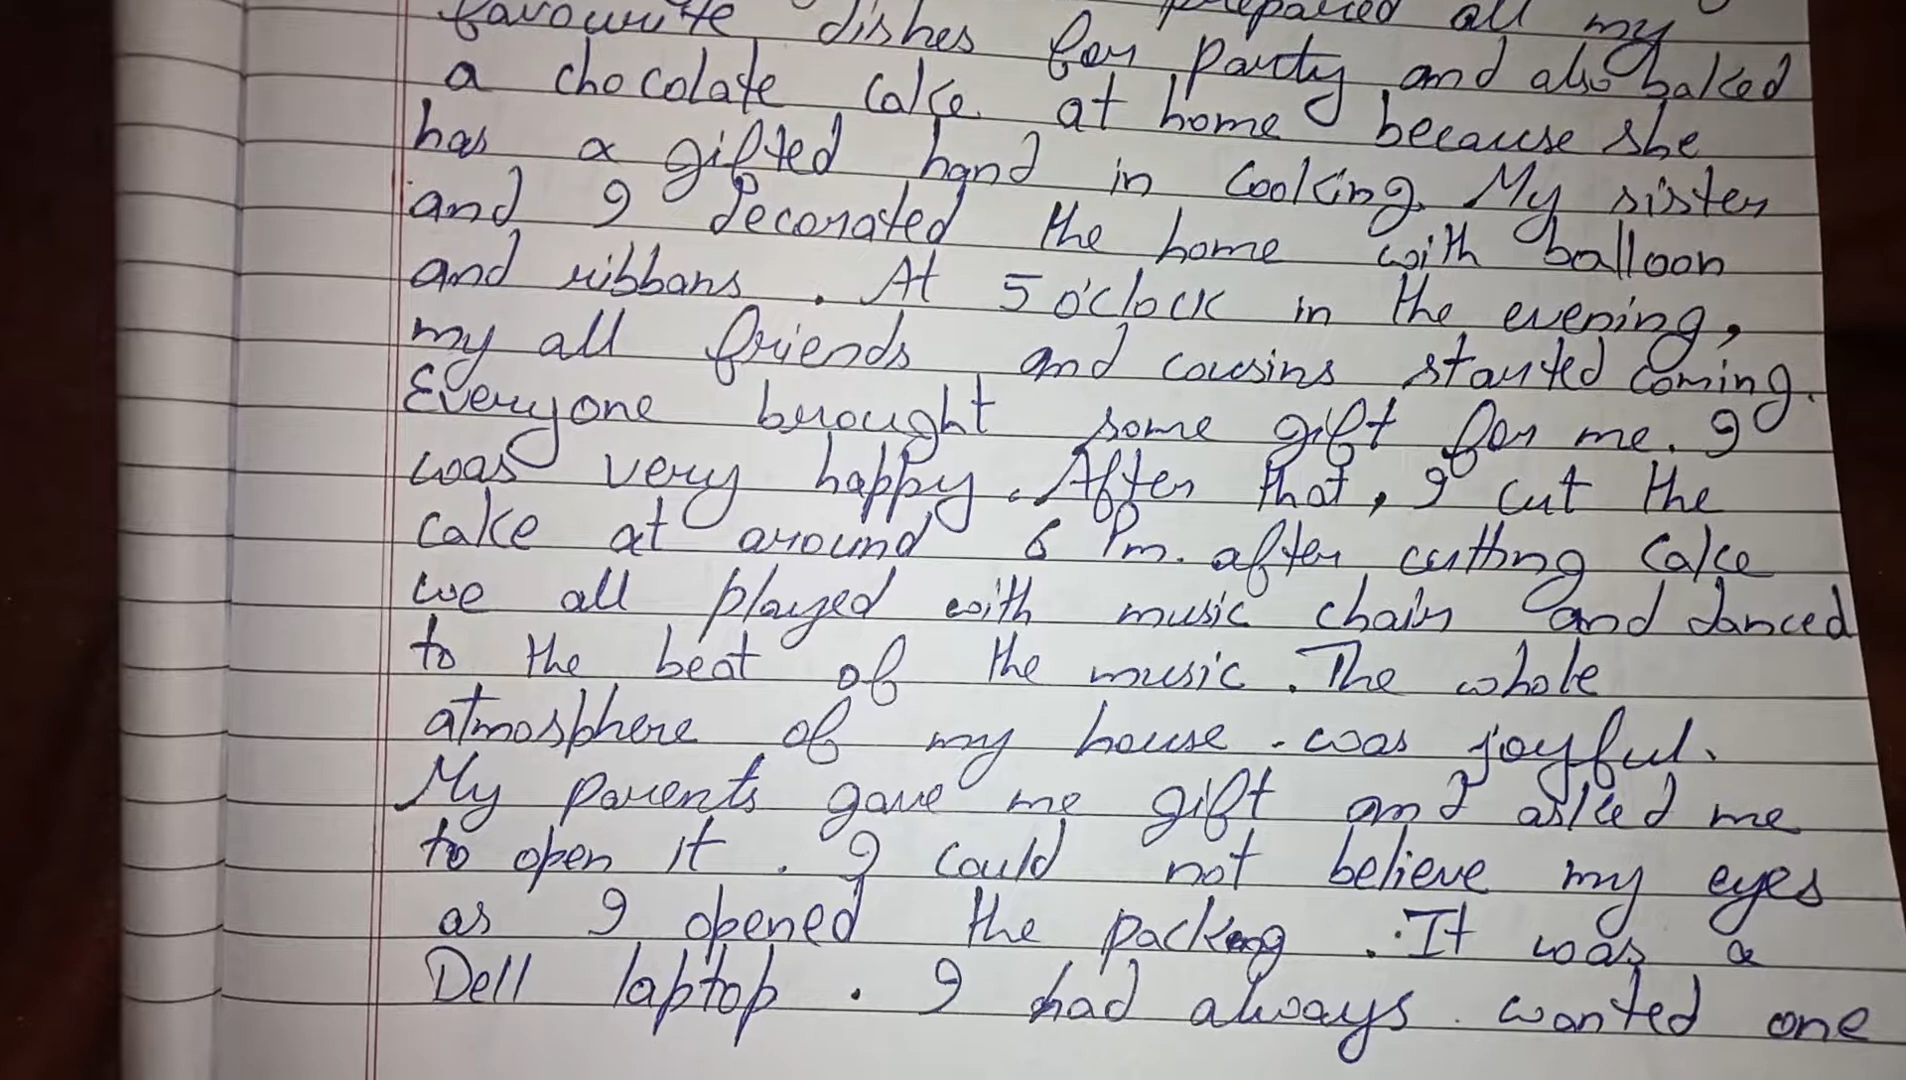 prepared all my
favourite dishes for party and also baked
a chocolate cake. at home because she
has a gifted hand in cooking. My sister
and I decorated the home with balloon
and ribbans. At 5 o'clock in the evening,
my all friends and cousins started coming.
Everyone brought some gift for me. I
was very happy. After that, I cut the
cake at around 6 Pm. after cutting cake
we all played with music chair and danced
to the beat of the music. The whole
atmosphere of my house was joyful.
My parents gave me gift and asked me
to open it. I could not believe my eyes
as I opened the packing. It was a
Dell laptop. I had always wanted one